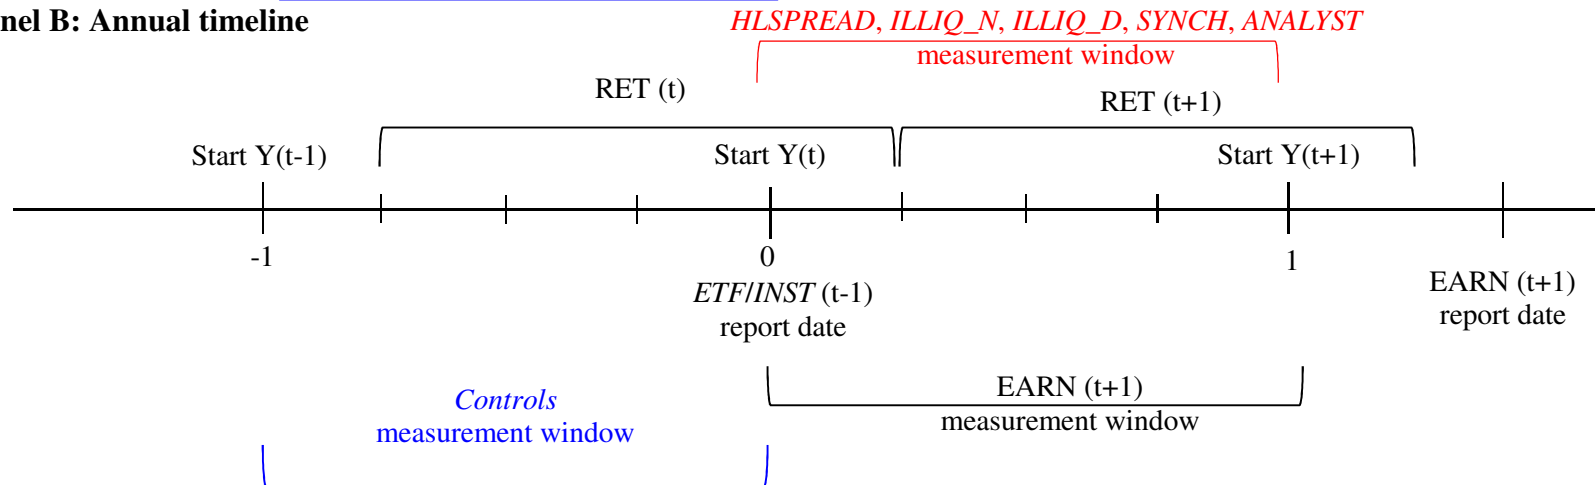 nel B: Annual timeline
HLSPREAD, ILLIQ_N, ILLIQ_D, SYNCH, ANALYST
measurement window
RET (t)
RET (t+1)
Start Y(t-1)
Start Y(t)
Start Y(t+1)
-1
0
1
ETF/INST (t-1)
report date
EARN (t+1)
report date
EARN (t+1)
measurement window
Controls
measurement window